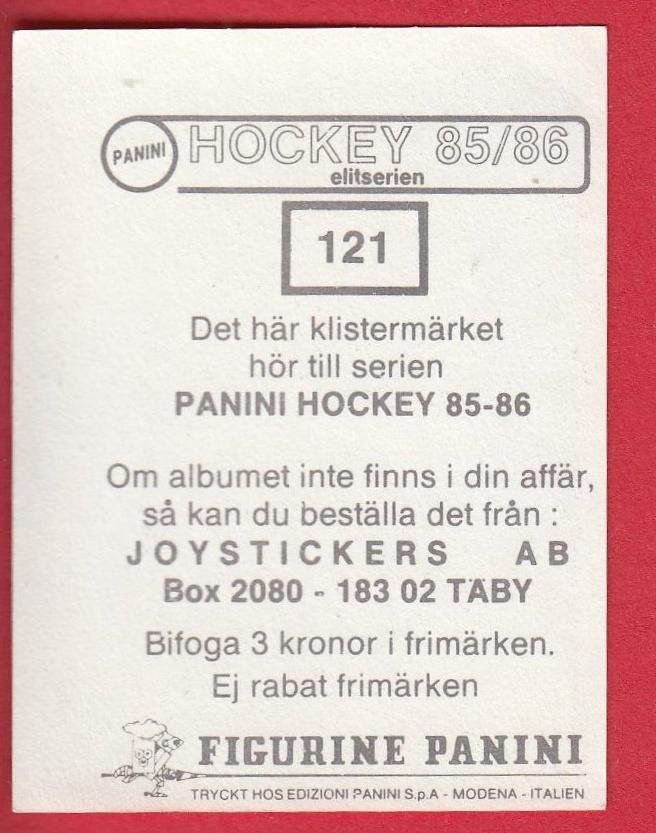 PANINI HOCKEY 85/86
elitserien
121
Det här klistermärket
hör till serien
PANINI HOCKEY 85-86
Om albumet inte finns i din affär,
så kan du beställa det från :
JOYSTICKERS AB
Box 2080 - 183 02 TÄBY
Bifoga 3 kronor i frimärken.
Ej rabat frimärken
FIGURINE PANINI
TRYCKT HOS EDIZIONI PANINI S.p.A - MODENA - ITALIEN